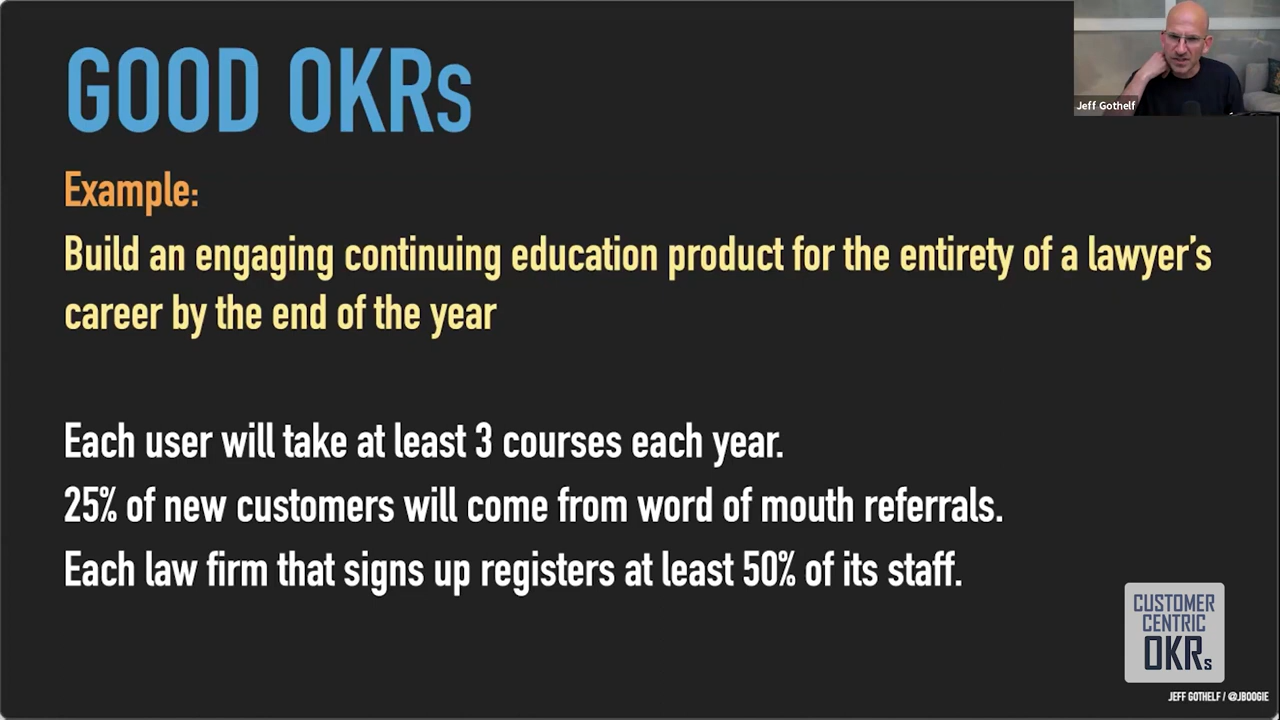 GOOD OKRs
Jeff Gothelf
Example:
Build an engaging continuing education product for the entirety of a lawyer’s
career by the end of the year
Each user will take at least 3 courses each year.
25% of new customers will come from word of mouth referrals.
Each law firm that signs up registers at least 50% of its staff.
CUSTOMER
CENTRIC
OKRs
JEFF GOTHELF / @JBOOGIE